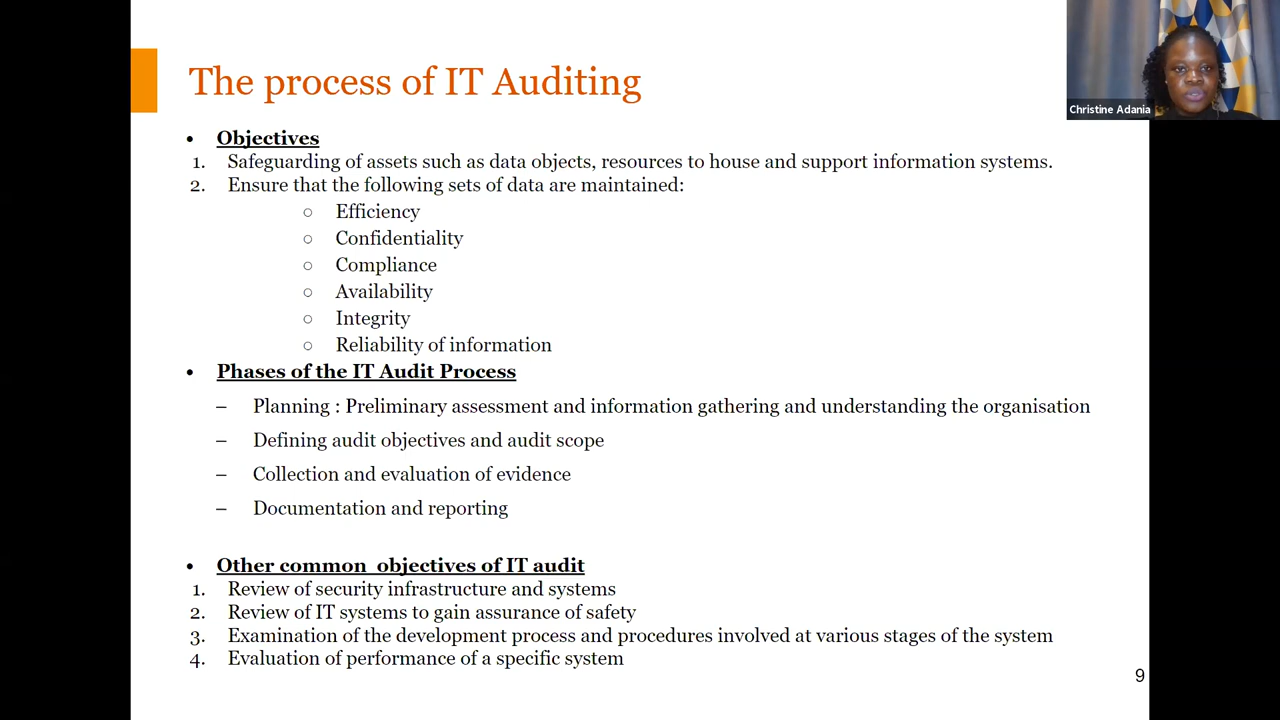 The process of IT Auditing
Christine Adania
• Objectives
1. Safeguarding of assets such as data objects, resources to house and support information systems.
2. Ensure that the following sets of data are maintained:
○ Efficiency
○ Confidentiality
○ Compliance
○ Availability
○ Integrity
○ Reliability of information
• Phases of the IT Audit Process
– Planning : Preliminary assessment and information gathering and understanding the organisation
– Defining audit objectives and audit scope
– Collection and evaluation of evidence
– Documentation and reporting
• Other common  objectives of IT audit
1. Review of security infrastructure and systems
2. Review of IT systems to gain assurance of safety
3. Examination of the development process and procedures involved at various stages of the system
4. Evaluation of performance of a specific system
9